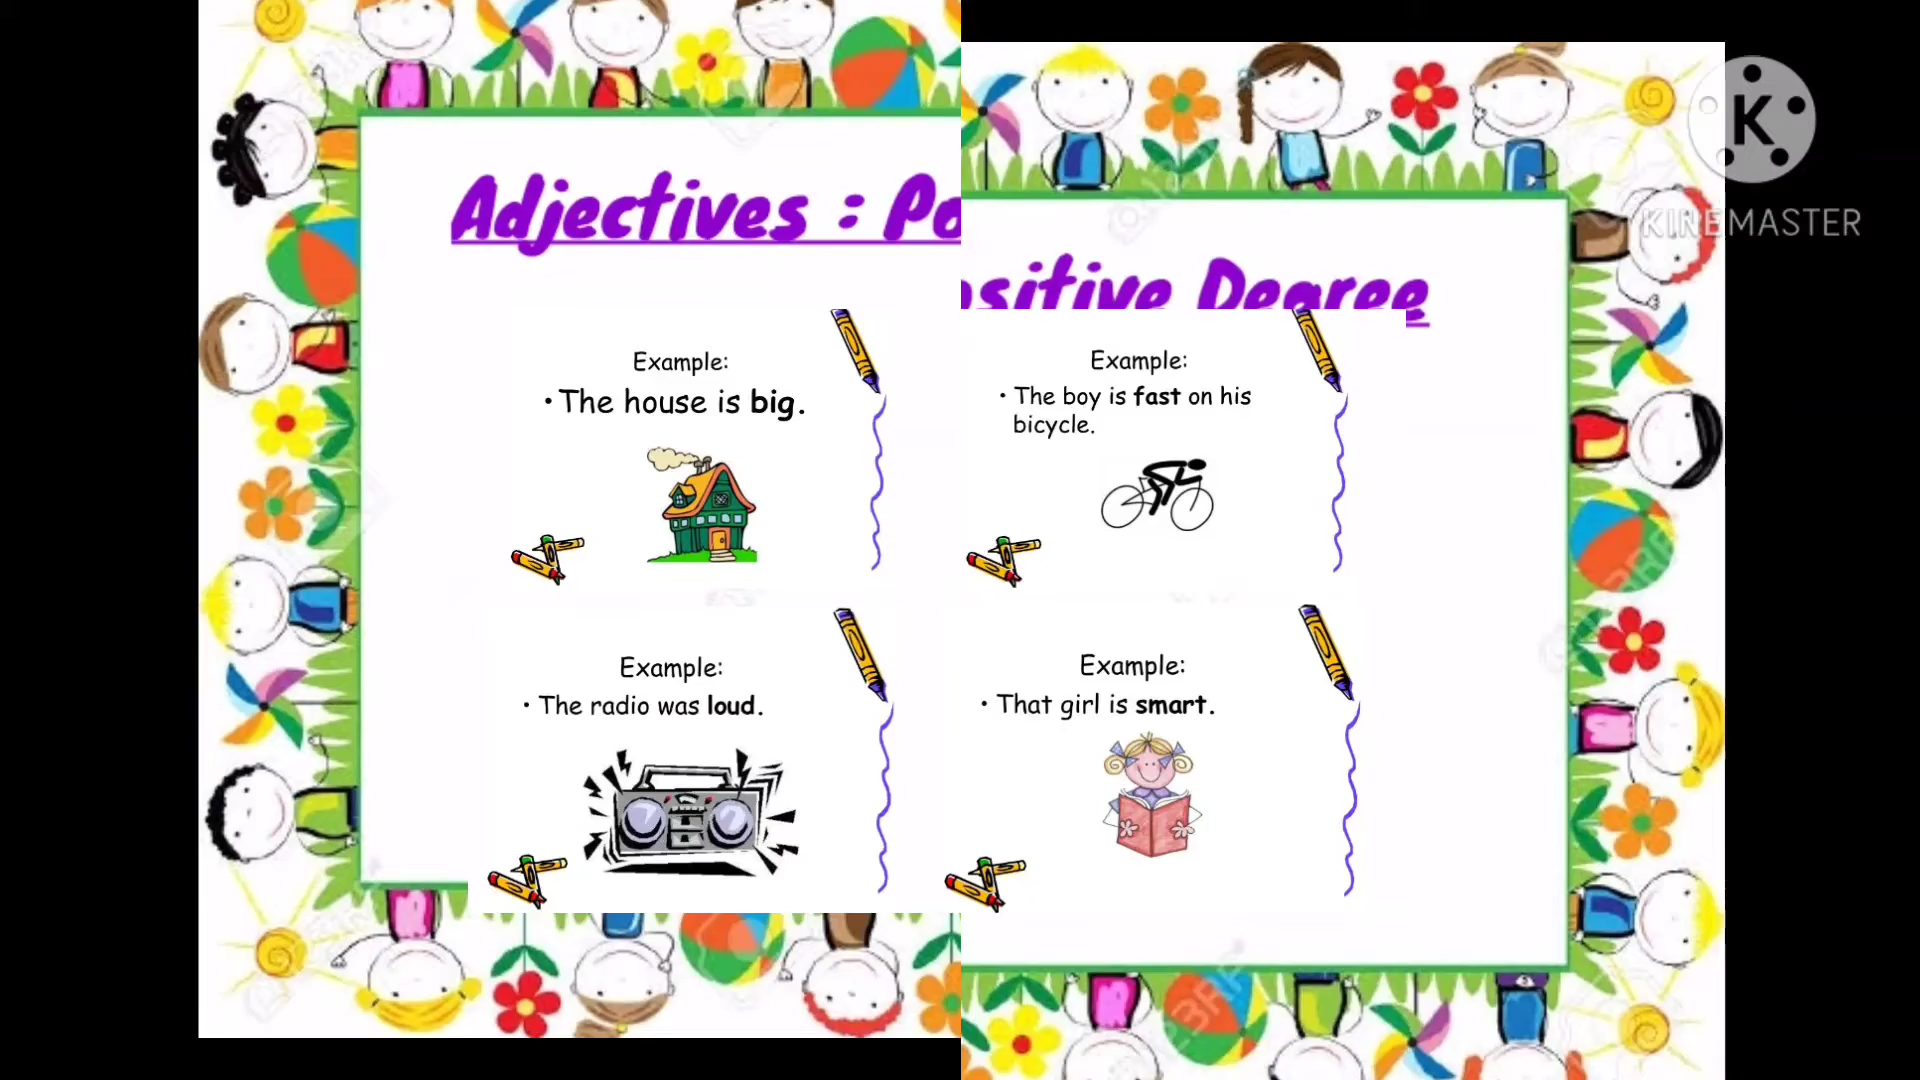 Adjectives : Po
ositive Degree
K
KINEMASTER
Example:
• The house is big.
Example:
• The boy is fast on his
bicycle.
Example:
• The radio was loud.
Example:
• That girl is smart.